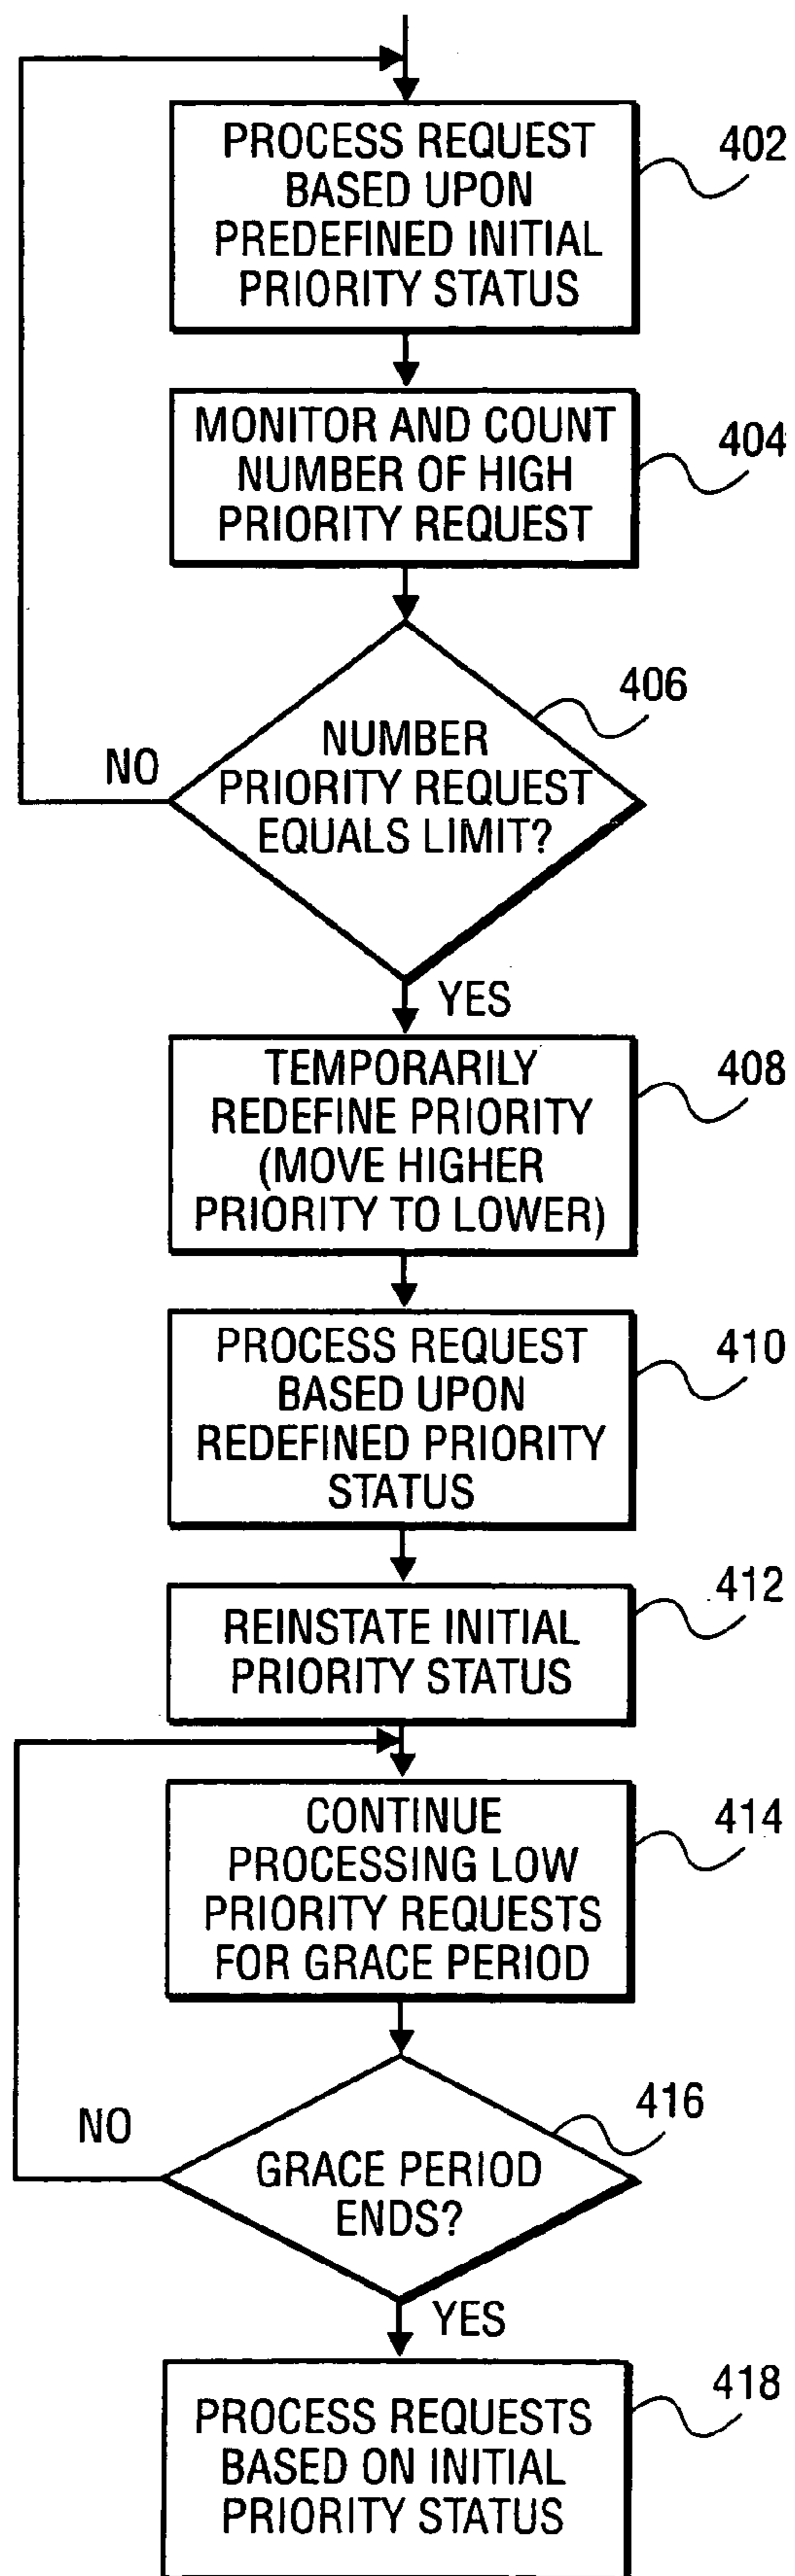 PROCESS REQUEST
BASED UPON
PREDEFINED INITIAL
PRIORITY STATUS
402
MONITOR AND COUNT
NUMBER OF HIGH
PRIORITY REQUEST
404
406
NUMBER
PRIORITY REQUEST
EQUALS LIMIT?
NO
YES
TEMPORARILY
REDEFINE PRIORITY
(MOVE HIGHER
PRIORITY TO LOWER)
408
PROCESS REQUEST
BASED UPON
REDEFINED PRIORITY
STATUS
410
REINSTATE INITIAL
PRIORITY STATUS
412
CONTINUE
PROCESSING LOW
PRIORITY REQUESTS
FOR GRACE PERIOD
414
416
GRACE PERIOD
ENDS?
NO
YES
PROCESS REQUESTS
BASED ON INITIAL
PRIORITY STATUS
418